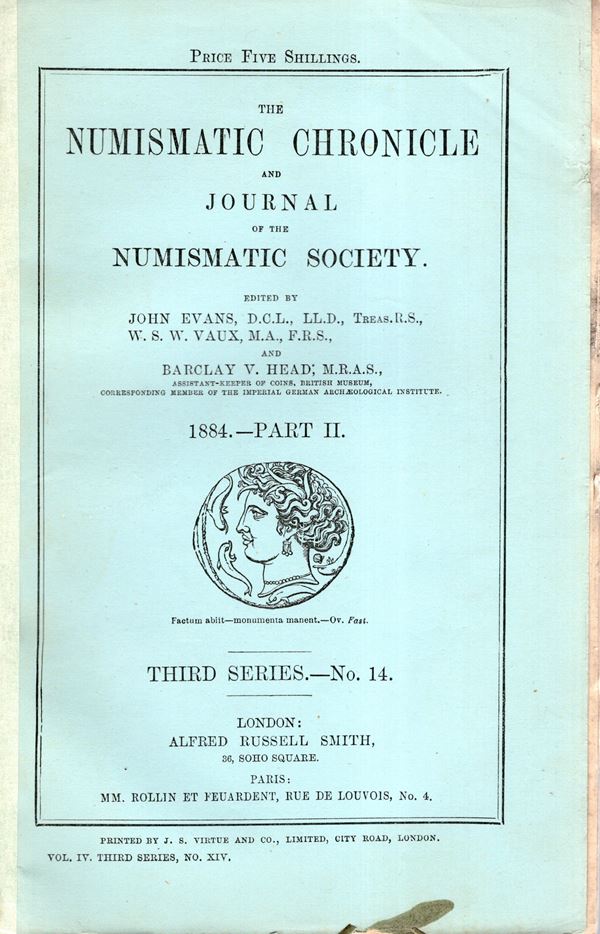 PRICE FIVE SHILLINGS.
THE
NUMISMATIC CHRONICLE
AND
JOURNAL
OF THE
NUMISMATIC SOCIETY.
EDITED BY
JOHN EVANS, D.C.L., LL.D., TREAS.R.S.,
W. S. W. VAUX, M.A., F.R.S.,
AND
BARCLAY V. HEAD, M.R.A.S.,
ASSISTANT-KEEPER OF COINS, BRITISH MUSEUM,
CORRESPONDING MEMBER OF THE IMPERIAL GERMAN ARCHÆOLOGICAL INSTITUTE.
1884.—PART II.
Factum abiit—monumenta manent.—Ov. Fast.
THIRD SERIES.—No. 14.
LONDON:
ALFRED RUSSELL SMITH,
36, SOHO SQUARE.
PARIS:
MM. ROLLIN ET FEUARDENT, RUE DE LOUVOIS, No. 4.
PRINTED BY J. S. VIRTUE AND CO., LIMITED, CITY ROAD, LONDON.
VOL. IV. THIRD SERIES, NO. XIV.